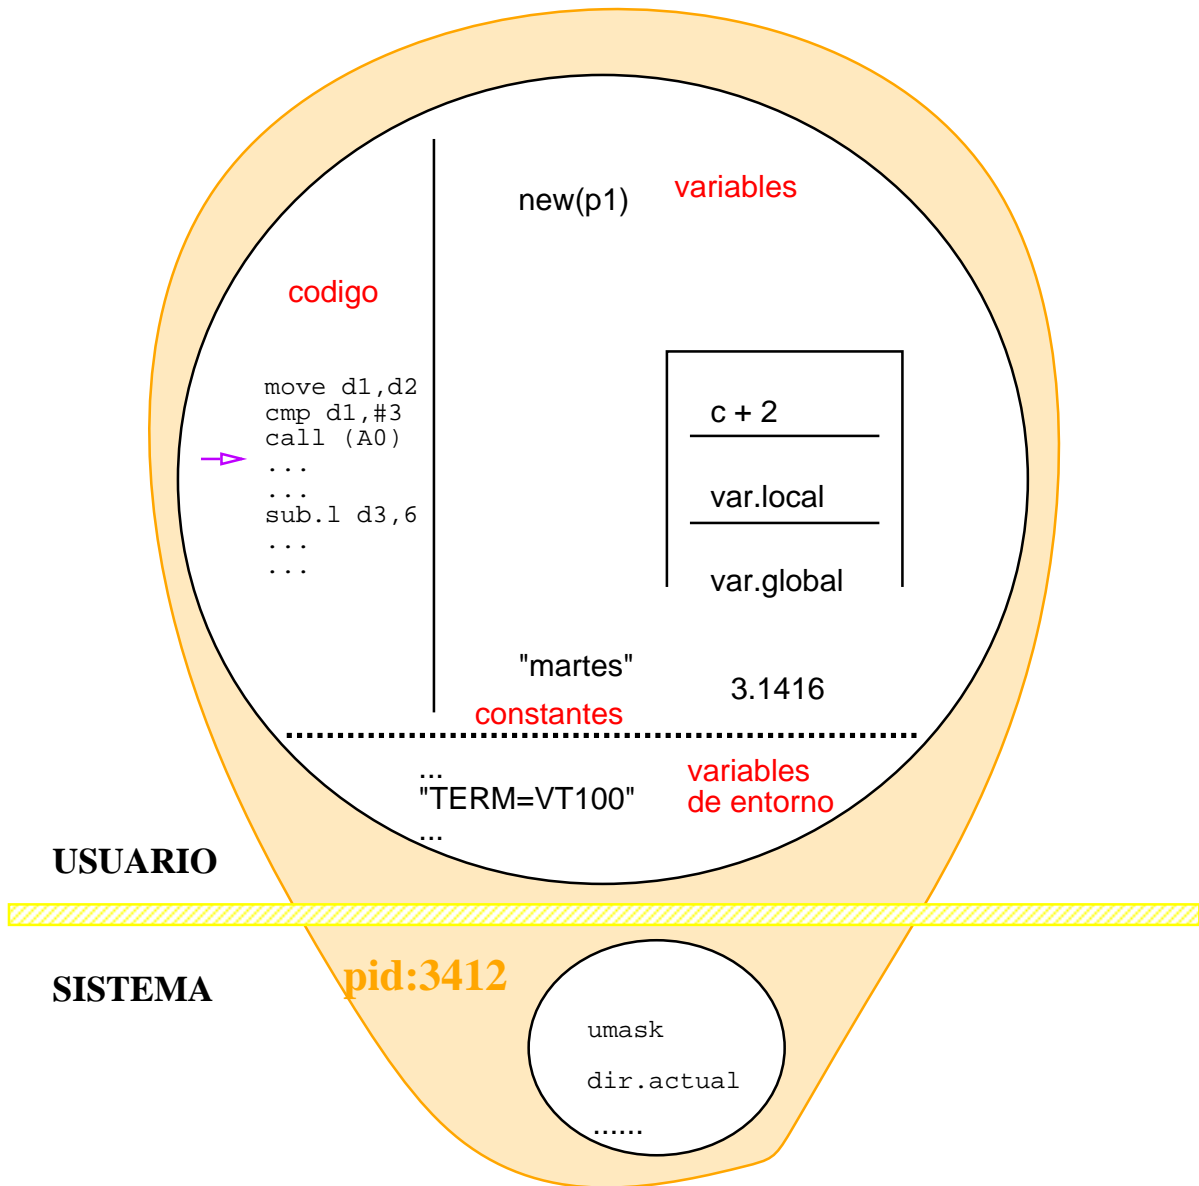 new(p1)
variables
codigo
move d1,d2
cmp d1,#3
call (A0)
...
...
sub.l d3,6
...
...
c + 2
var.local
var.global
"martes"
3.1416
constantes
...
"TERM=VT100"
...
variables
de entorno
USUARIO
SISTEMA
pid:3412
umask
dir.actual
......